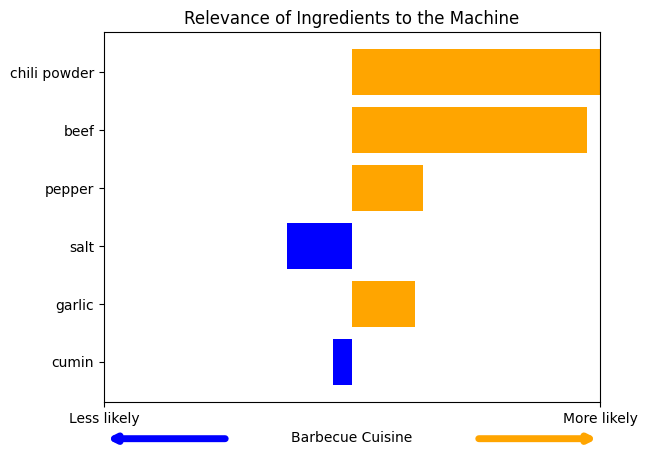 Relevance of Ingredients to the Machine
chili powder
beef
pepper
salt
garlic
cumin
Less likely
More likely
Barbecue Cuisine